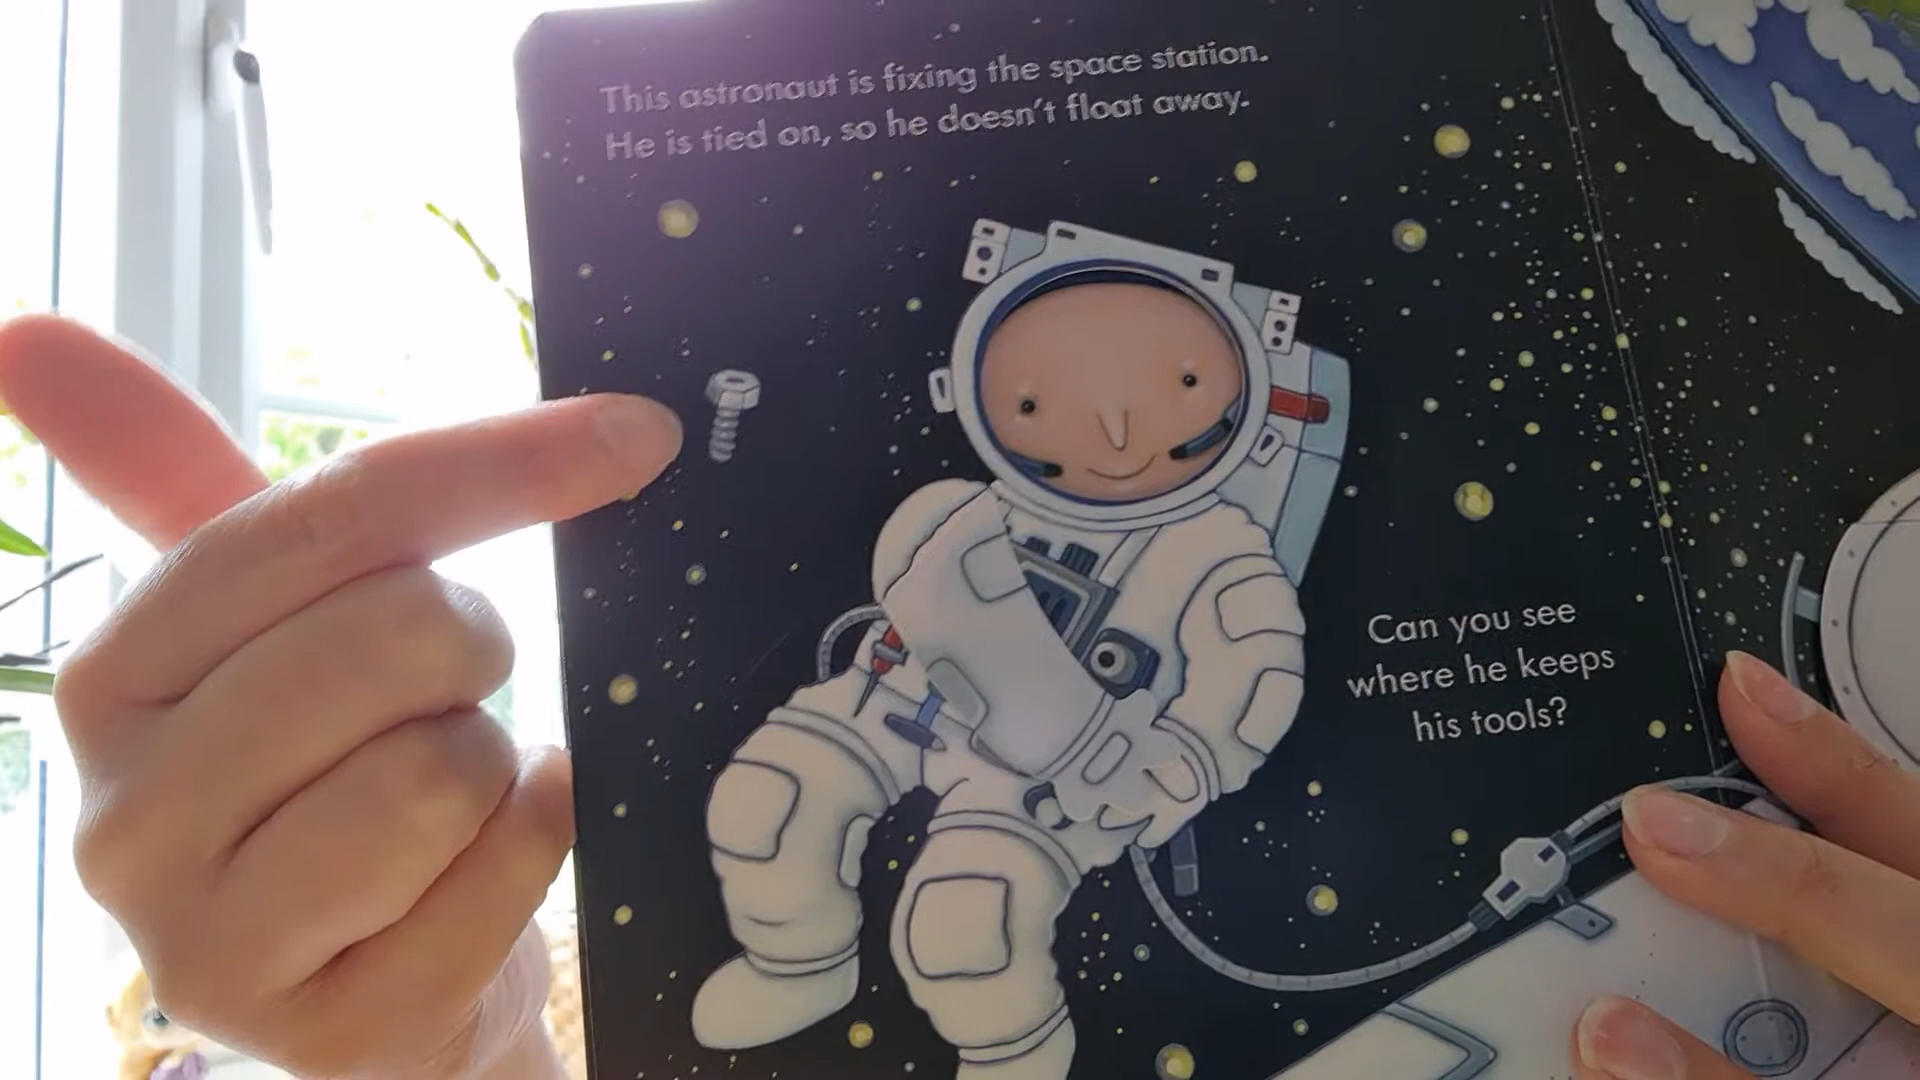 This astronaut is fixing the space station.
He is tied on, so he doesn't float away.
Can you see
where he keeps
his tools?